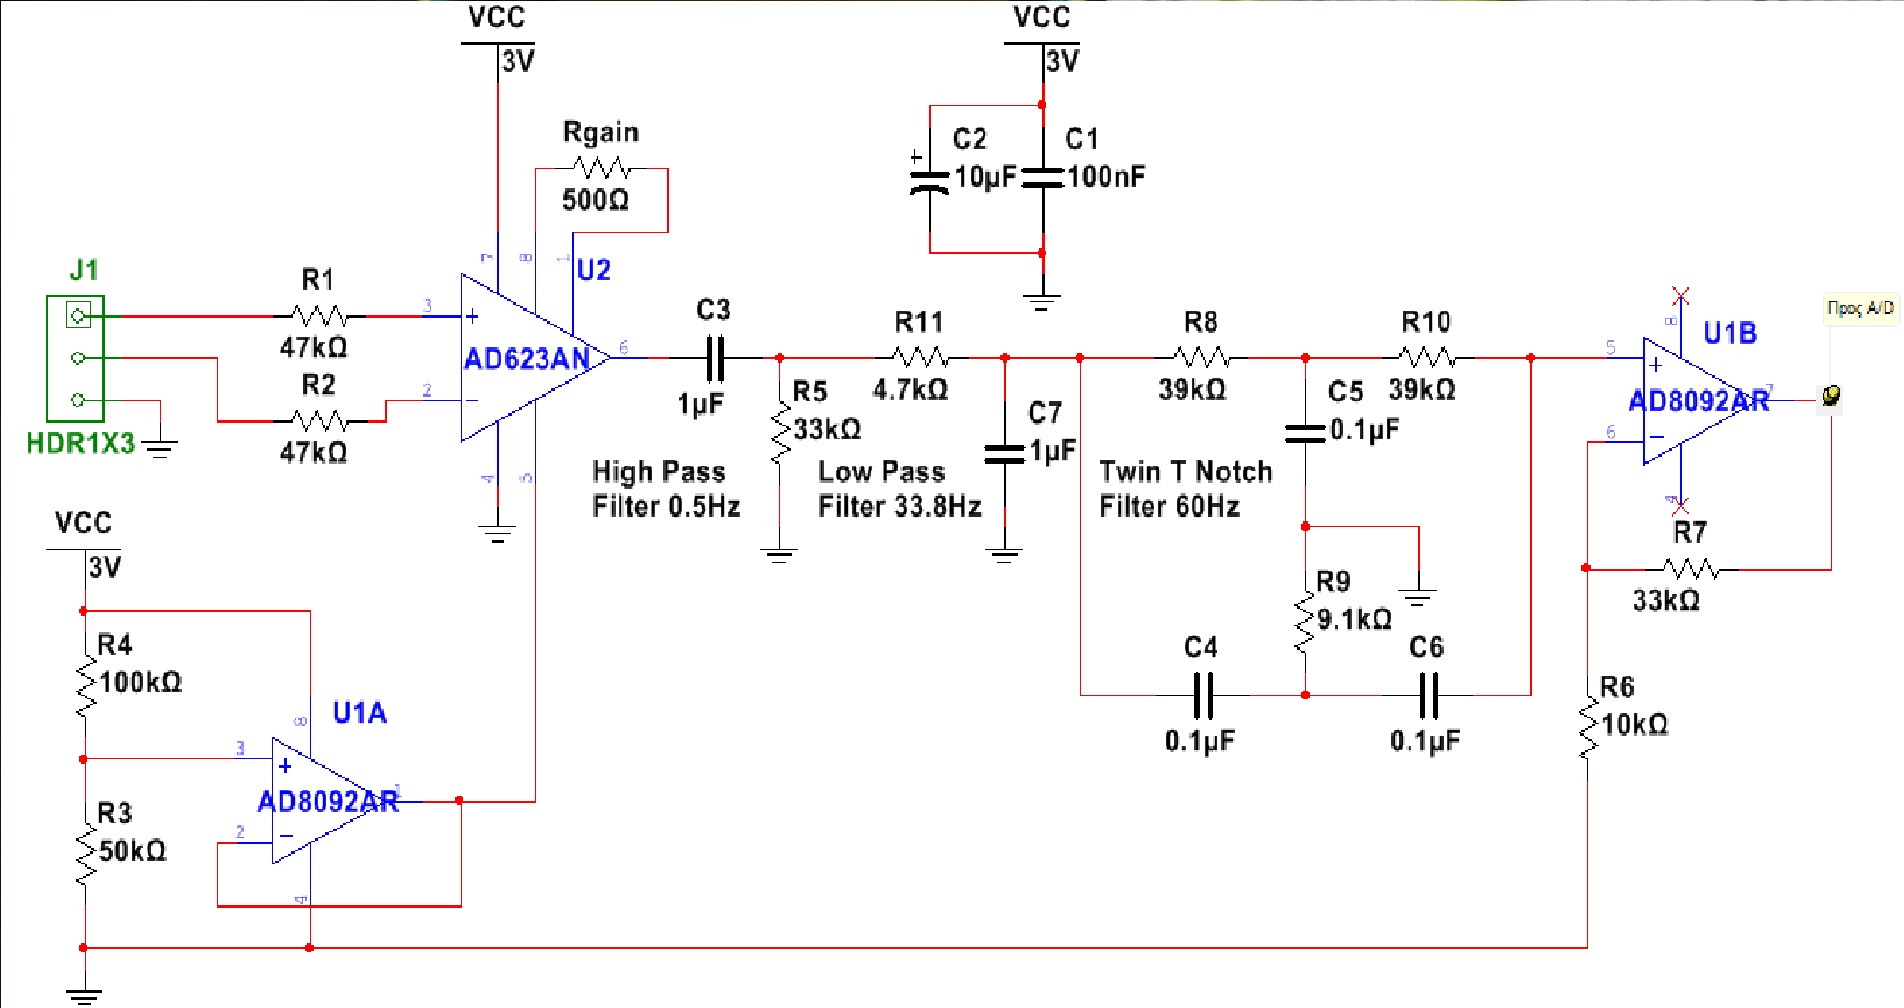 VCC
3V
VCC
3V
Rgain
500Ω
C2
10µF
+
C1
100nF
J1
HDR1X3
R1
47kΩ
R2
47kΩ
7
8
1
U2
3
+
AD623AN
6
2
−
4
5
C3
1µF
R5
33kΩ
High Pass
Filter 0.5Hz
R11
4.7kΩ
C7
1µF
Low Pass
Filter 33.8Hz
R8
39kΩ
R10
39kΩ
C5
0.1µF
Twin T Notch
Filter 60Hz
R9
9.1kΩ
C4
0.1µF
C6
0.1µF
8
U1B
5
+
AD8092AR
7
6
−
4
Προς A/D
R7
33kΩ
R6
10kΩ
VCC
3V
R4
100kΩ
R3
50kΩ
8
U1A
3
+
AD8092AR
1
2
−
4